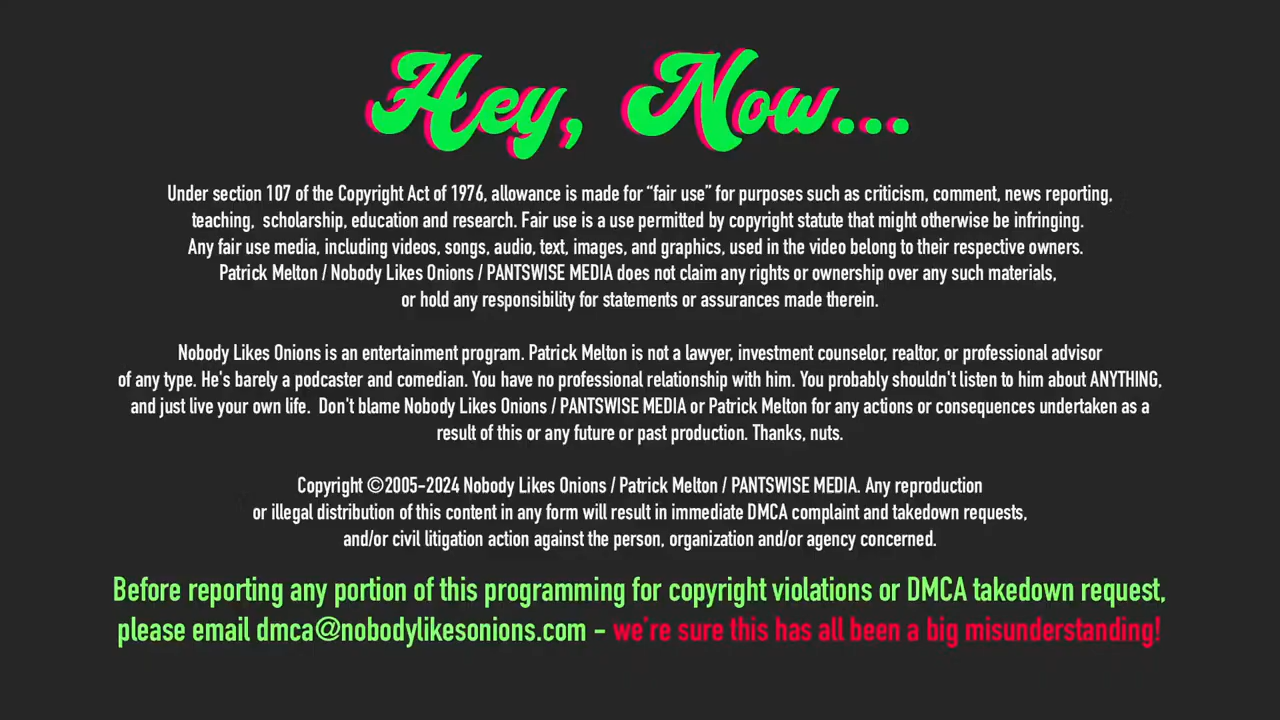 Hey, Now...
Under section 107 of the Copyright Act of 1976, allowance is made for “fair use” for purposes such as criticism, comment, news reporting,
teaching,  scholarship, education and research. Fair use is a use permitted by copyright statute that might otherwise be infringing.
Any fair use media, including videos, songs, audio, text, images, and graphics, used in the video belong to their respective owners.
Patrick Melton / Nobody Likes Onions / PANTSWISE MEDIA does not claim any rights or ownership over any such materials,
or hold any responsibility for statements or assurances made therein.
Nobody Likes Onions is an entertainment program. Patrick Melton is not a lawyer, investment counselor, realtor, or professional advisor
of any type. He's barely a podcaster and comedian. You have no professional relationship with him. You probably shouldn't listen to him about ANYTHING,
and just live your own life.  Don't blame Nobody Likes Onions / PANTSWISE MEDIA or Patrick Melton for any actions or consequences undertaken as a
result of this or any future or past production. Thanks, nuts.
Copyright ©2005-2024 Nobody Likes Onions / Patrick Melton / PANTSWISE MEDIA. Any reproduction
or illegal distribution of this content in any form will result in immediate DMCA complaint and takedown requests,
and/or civil litigation action against the person, organization and/or agency concerned.
Before reporting any portion of this programming for copyright violations or DMCA takedown request,
please email dmca@nobodylikesonions.com - we're sure this has all been a big misunderstanding!